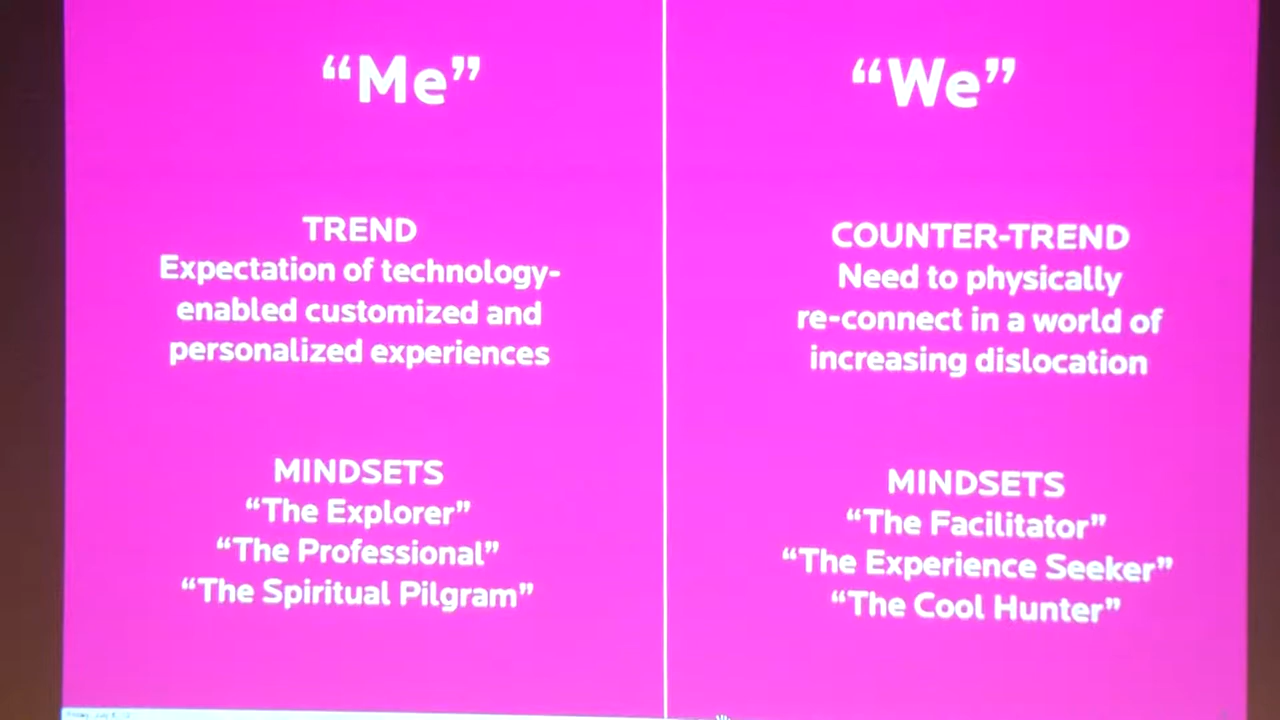 “Me”
TREND
Expectation of technology-
enabled customized and
personalized experiences
MINDSETS
“The Explorer”
“The Professional”
“The Spiritual Pilgram”
“We”
COUNTER-TREND
Need to physically
re-connect in a world of
increasing dislocation
MINDSETS
“The Facilitator”
“The Experience Seeker”
“The Cool Hunter”